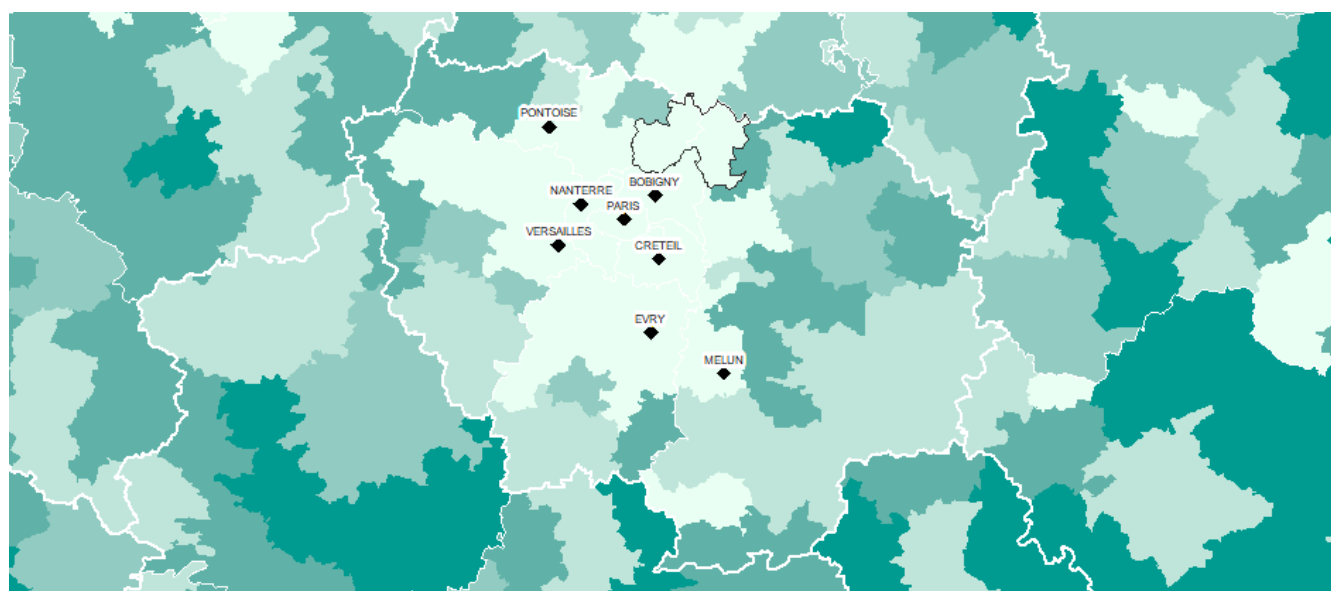 PONTOISE
BOBIGNY
NANTERRE
PARIS
VERSAILLES
CRETEIL
EVRY
MELUN